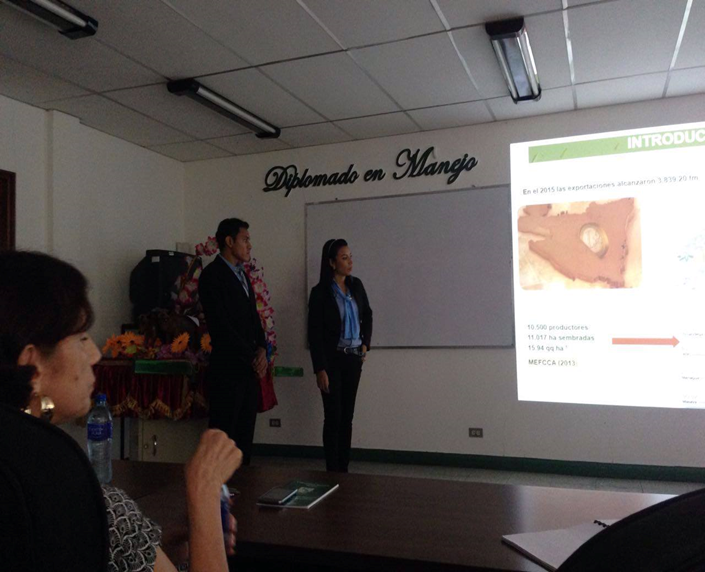 Diplomado en Manejo
INTRODUC
En el 2015 las exportaciones alcanzaron 3,839.20 tm
10,500 productores
11,017 ha sembradas
15.94 qq ha⁻¹
MEFCCA (2013